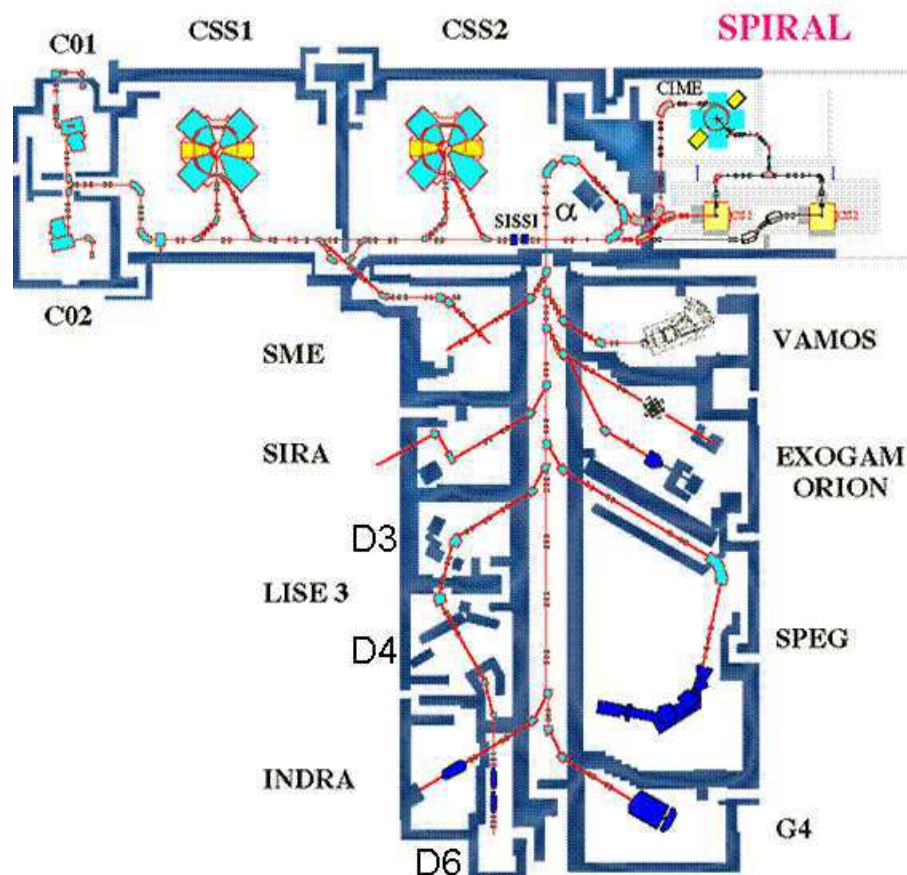 C01
CSS1
CSS2
SPIRAL
CIME
SISSI
α
C02
SME
VAMOS
SIRA
EXOGAM
ORION
D3
LISE 3
D4
SPEG
INDRA
G4
D6